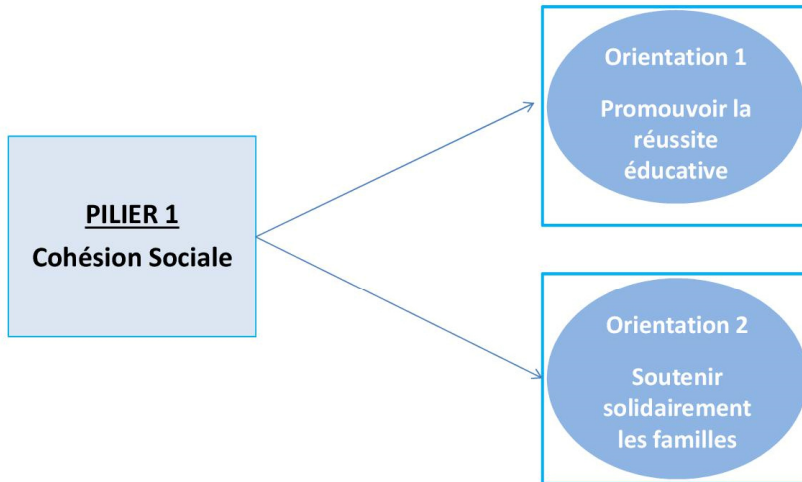 PILIER 1
Cohésion Sociale
Orientation 1
Promouvoir la
réussite
éducative
Orientation 2
Soutenir
solidairement
les familles